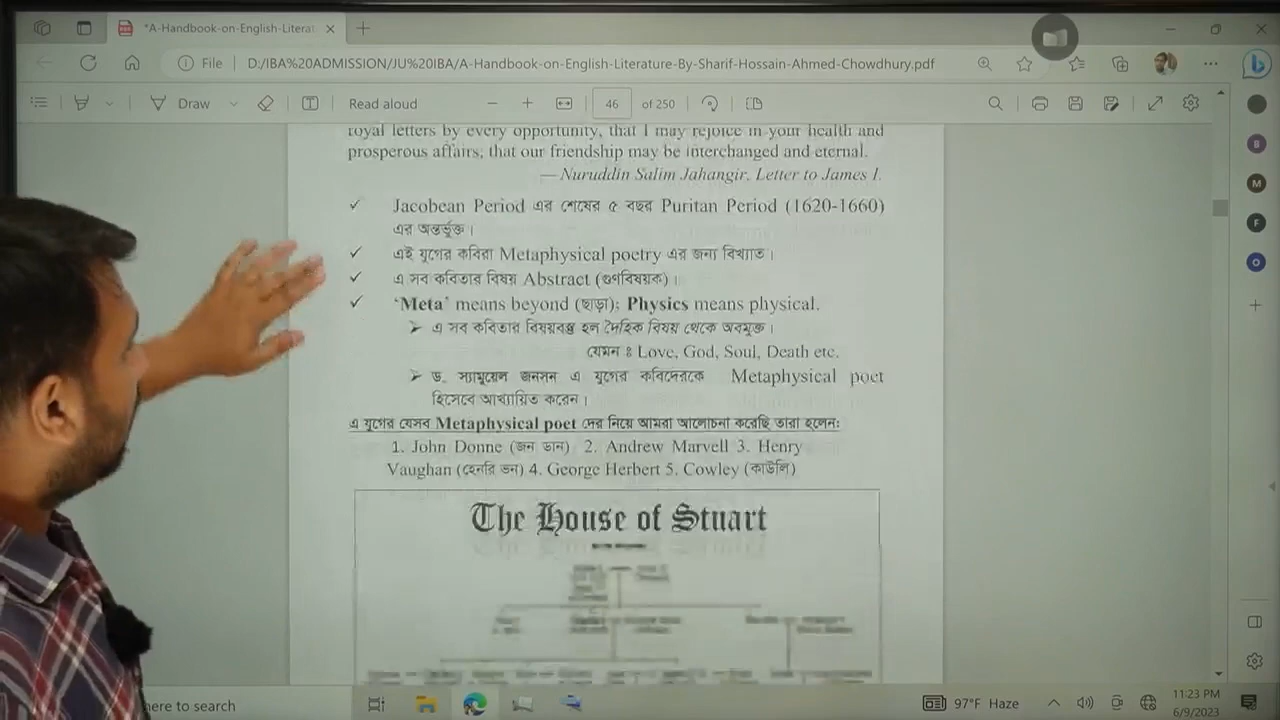 *A-Handbook-on-English-Literat
File D:/IBA%20ADMISSION/JU%20IBA/A-Handbook-on-English-Literature-By-Sharif-Hossain-Ahmed-Chowdhury.pdf
Draw Read aloud 46 of 250
royal letters by every opportunity, that I may rejoice in your health and
prosperous affairs; that our friendship may be interchanged and eternal.
— Nuruddin Salim Jahangir, Letter to James I.
✓ Jacobean Period এর শেষের ৫ বছর Puritan Period (1620-1660)
এর অন্তর্ভুক্ত।
✓ এই যুগের কবিরা Metaphysical poetry এর জন্য বিখ্যাত।
✓ এ সব কবিতার বিষয় Abstract (গুণবিষয়ক)।
✓ ‘Meta’ means beyond (ছাড়া); Physics means physical.
➢ এ সব কবিতার বিষয়বস্তু হল দৈহিক বিষয় থেকে অবমুক্ত।
যেমন ঃ Love, God, Soul, Death etc.
➢ ড. স্যামুয়েল জনসন এ যুগের কবিদেরকে Metaphysical poet
হিসেবে আখ্যায়িত করেন।
এ যুগের যেসব Metaphysical poet দের নিয়ে আমরা আলোচনা করেছি তারা হলেন:
1. John Donne (জন ডান) 2. Andrew Marvell 3. Henry
Vaughan (হেনরি ভন) 4. George Herbert 5. Cowley (কাউলি)
The House of Stuart
here to search
97°F Haze
11:23 PM
6/9/2023